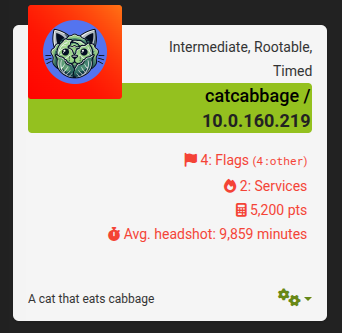 Intermediate, Rootable,
Timed
catcabbage /
10.0.160.219
4: Flags (4:other)
2: Services
5,200 pts
Avg. headshot: 9,859 minutes
A cat that eats cabbage